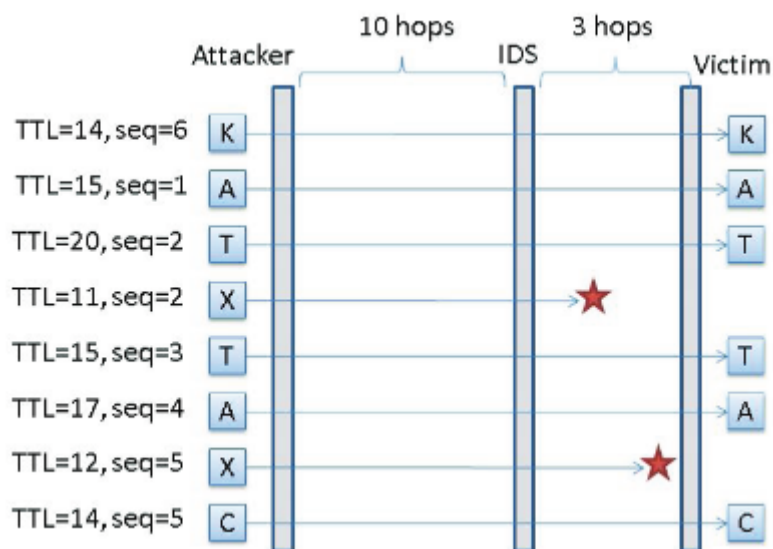 10 hops
3 hops
Attacker
IDS
Victim
TTL=14, seq=6 K K
TTL=15, seq=1 A A
TTL=20, seq=2 T T
TTL=11, seq=2 X
TTL=15, seq=3 T T
TTL=17, seq=4 A A
TTL=12, seq=5 X
TTL=14, seq=5 C C